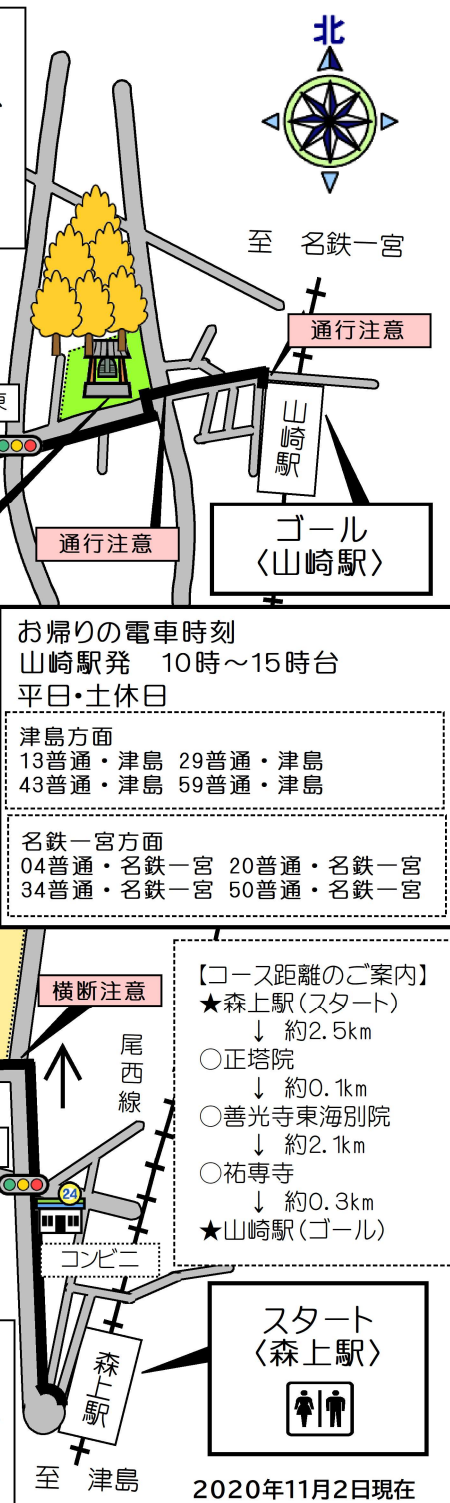 北
至 名鉄一宮
通行注意
山崎駅
東
通行注意
ゴール
〈山崎駅〉
お帰りの電車時刻
山崎駅発 10時～15時台
平日・土休日
津島方面
13普通・津島 29普通・津島
43普通・津島 59普通・津島
名鉄一宮方面
04普通・名鉄一宮 20普通・名鉄一宮
34普通・名鉄一宮 50普通・名鉄一宮
横断注意
尾西線
【コース距離のご案内】
★森上駅(スタート)
↓ 約2.5km
○正塔院
↓ 約0.1km
○善光寺東海別院
↓ 約2.1km
○祐専寺
↓ 約0.3km
★山崎駅(ゴール)
24
コンビニ
スタート
〈森上駅〉
森上駅
至 津島
2020年11月2日現在